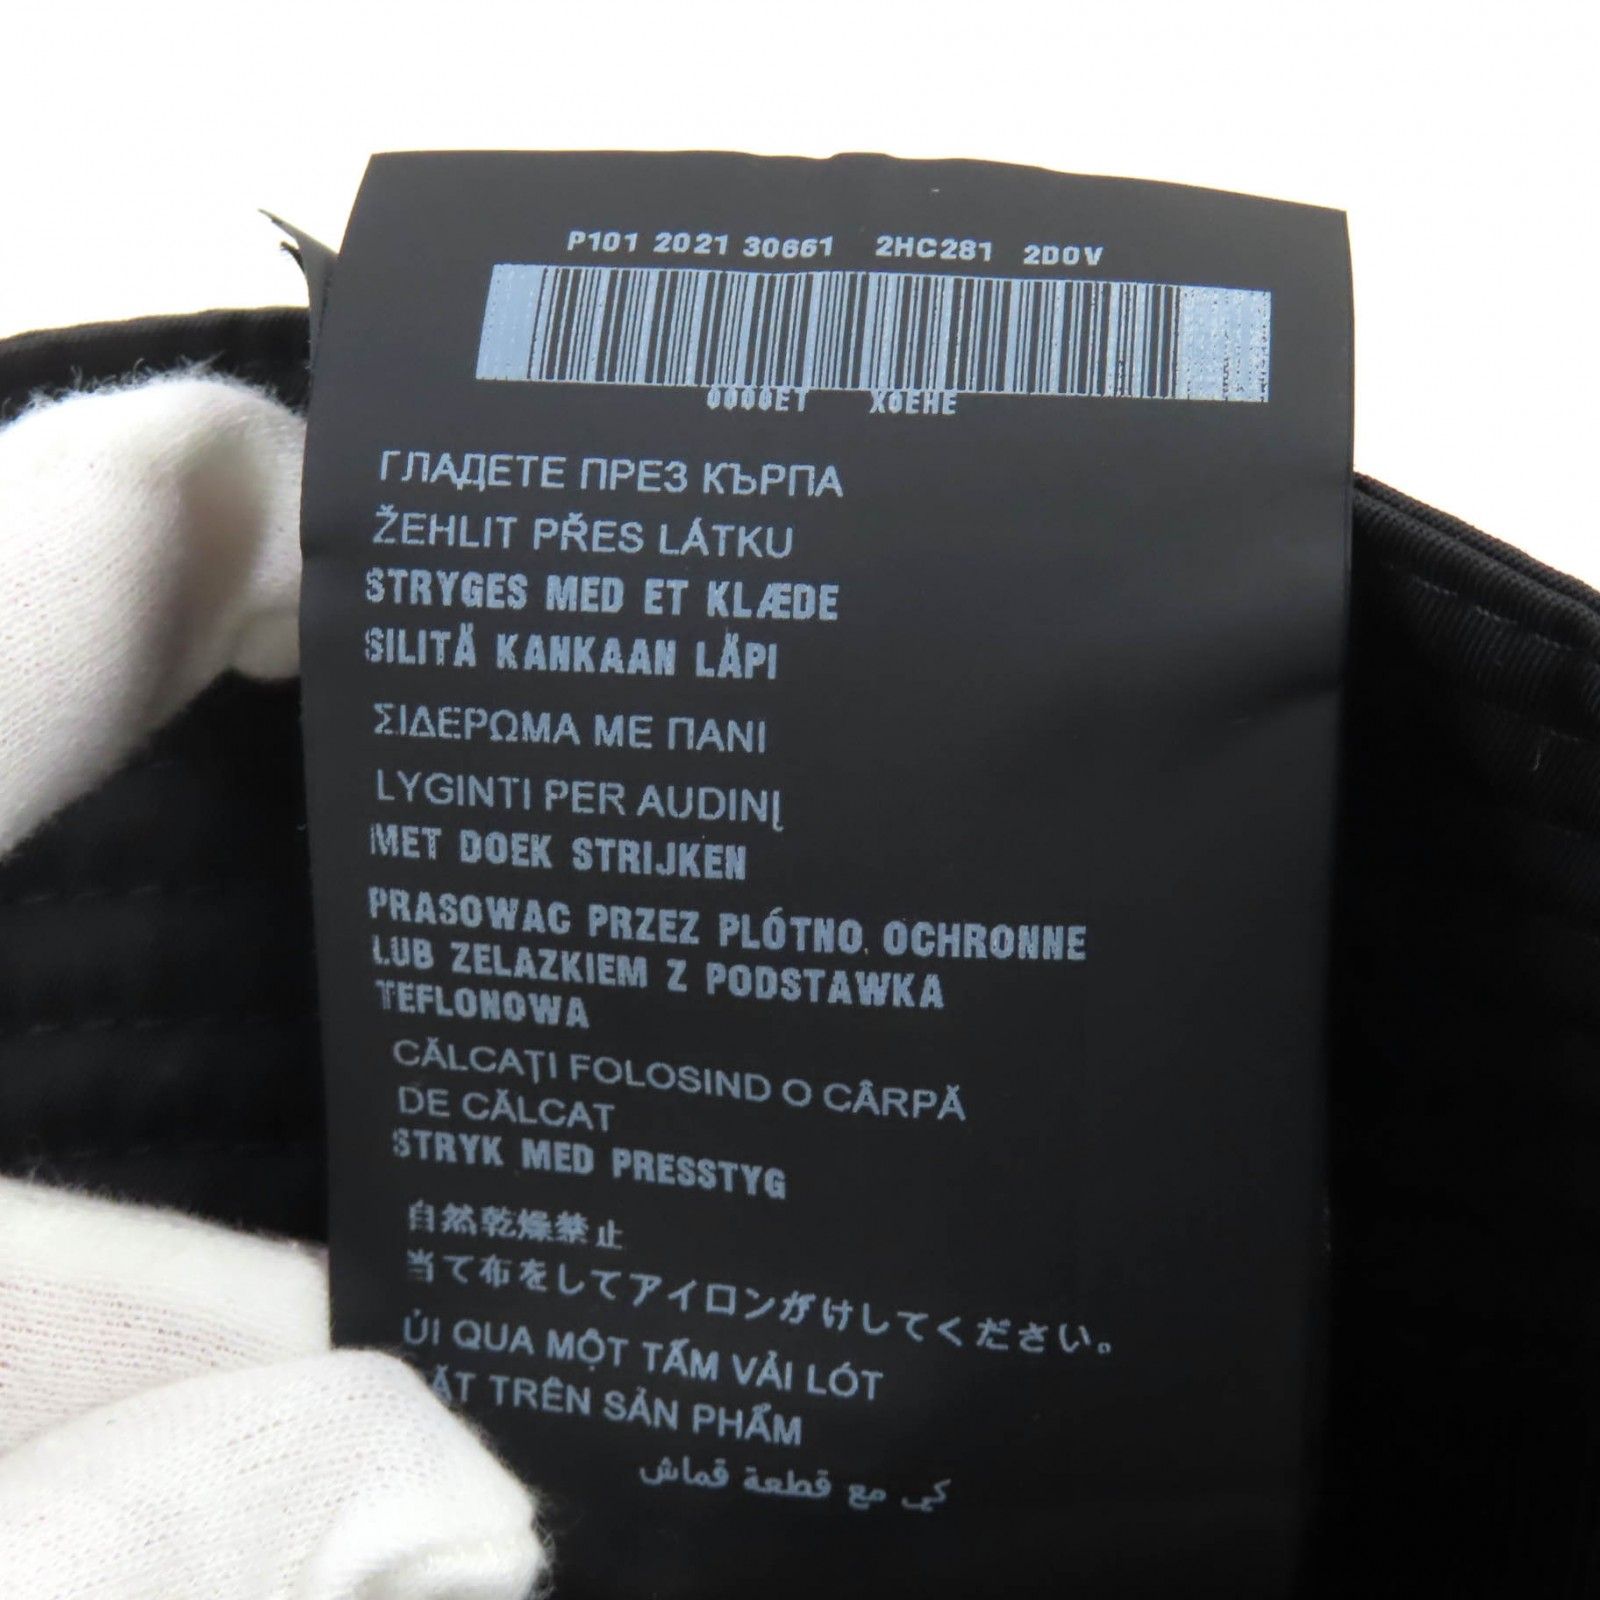 P101 2021 30661 2HC281 2D0V
0000ET X0EHE
ГЛАДЕТЕ ПРЕЗ КЪРПА
ŽEHLIT PŘES LÁTKU
STRYGES MED ET KLÆDE
SILITÄ KANKAAN LÄPI
ΣΙΔΕΡΩΜΑ ΜΕ ΠΑΝΙ
LYGINTI PER AUDINĮ
MET DOEK STRIJKEN
PRASOWAC PRZEZ PLÓTNO OCHRONNE
LUB ZELAZKIEM Z PODSTAWKA
TEFLONOWA
CĂLCAŢI FOLOSIND O CÂRPĂ
DE CĂLCAT
STRYK MED PRESSTYG
自然乾燥禁止
当て布をしてアイロンがけしてください。
ỦI QUA MỘT TẤM VẢI LÓT
TRÊN SẢN PHẨM
كي مع قطعة قماش